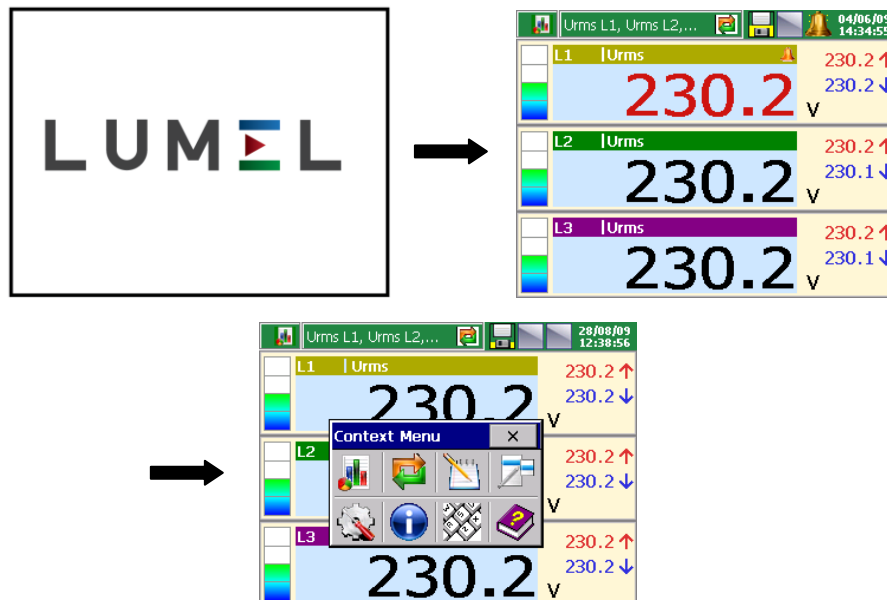 LUMEL
Urms L1, Urms L2,...
04/06/09
14:34:55
L1 |Urms
230.2
V
230.2↑
230.2↓
L2 |Urms
230.2
V
230.2↑
230.1↓
L3 |Urms
230.2
V
230.2↑
230.1↓
Urms L1, Urms L2,...
28/08/09
12:38:56
L1 |Urms
230.2
V
230.2↑
230.2↓
Context Menu
L2
V
230.2↑
230.2↓
L3
230.2
V
230.2↑
230.2↓